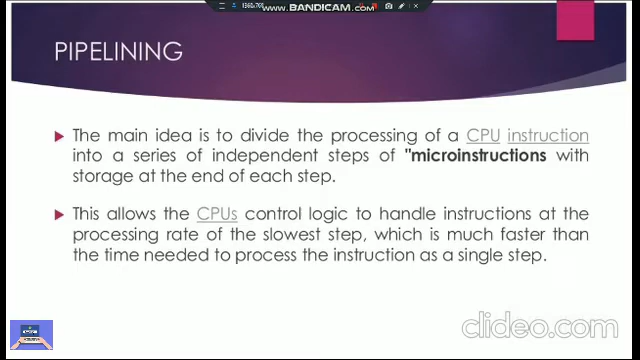 1360x768
www.BANDICAM.com
PIPELINING
The main idea is to divide the processing of a CPU instruction
into a series of independent steps of "microinstructions with
storage at the end of each step.
This allows the CPUs control logic to handle instructions at the
processing rate of the slowest step, which is much faster than
the time needed to process the instruction as a single step.
clideo.com